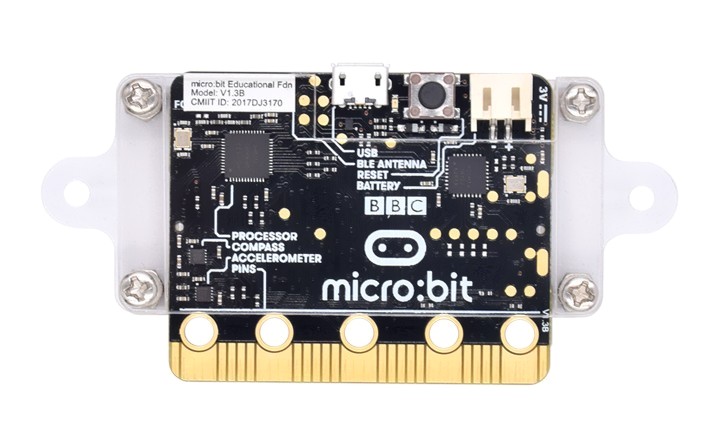 micro:bit Educational Fdn
Model: V1.3B
CMIIT ID: 2017DJ3170
3V
USB
BLE ANTENNA
RESET
BATTERY
BBC
PROCESSOR
COMPASS
ACCELEROMETER
PINS
micro:bit
V1.3B